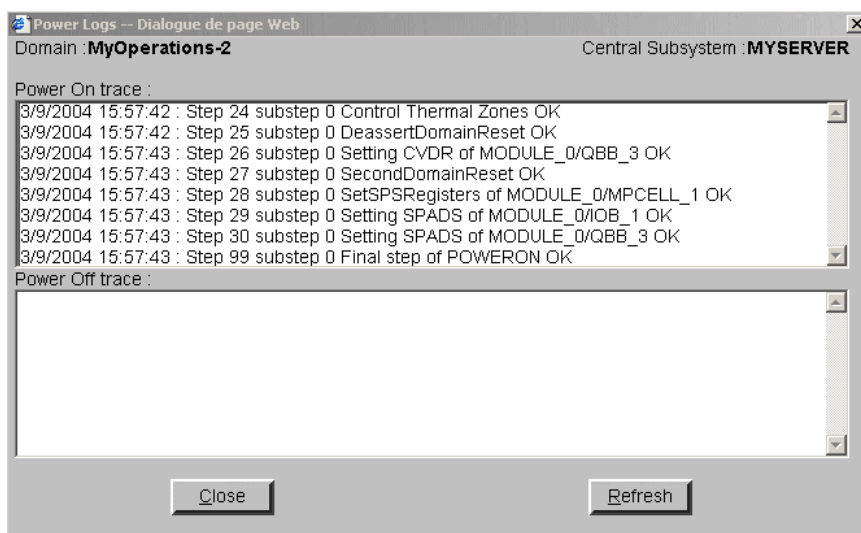 Power Logs -- Dialogue de page Web
Domain :MyOperations-2 Central Subsystem :MYSERVER
Power On trace :
3/9/2004 15:57:42 : Step 24 substep 0 Control Thermal Zones OK
3/9/2004 15:57:42 : Step 25 substep 0 DeassertDomainReset OK
3/9/2004 15:57:43 : Step 26 substep 0 Setting CVDR of MODULE_0/QBB_3 OK
3/9/2004 15:57:43 : Step 27 substep 0 SecondDomainReset OK
3/9/2004 15:57:43 : Step 28 substep 0 SetSPSRegisters of MODULE_0/MPCELL_1 OK
3/9/2004 15:57:43 : Step 29 substep 0 Setting SPADS of MODULE_0/IOB_1 OK
3/9/2004 15:57:43 : Step 30 substep 0 Setting SPADS of MODULE_0/QBB_3 OK
3/9/2004 15:57:43 : Step 99 substep 0 Final step of POWERON OK
Power Off trace :
Close Refresh